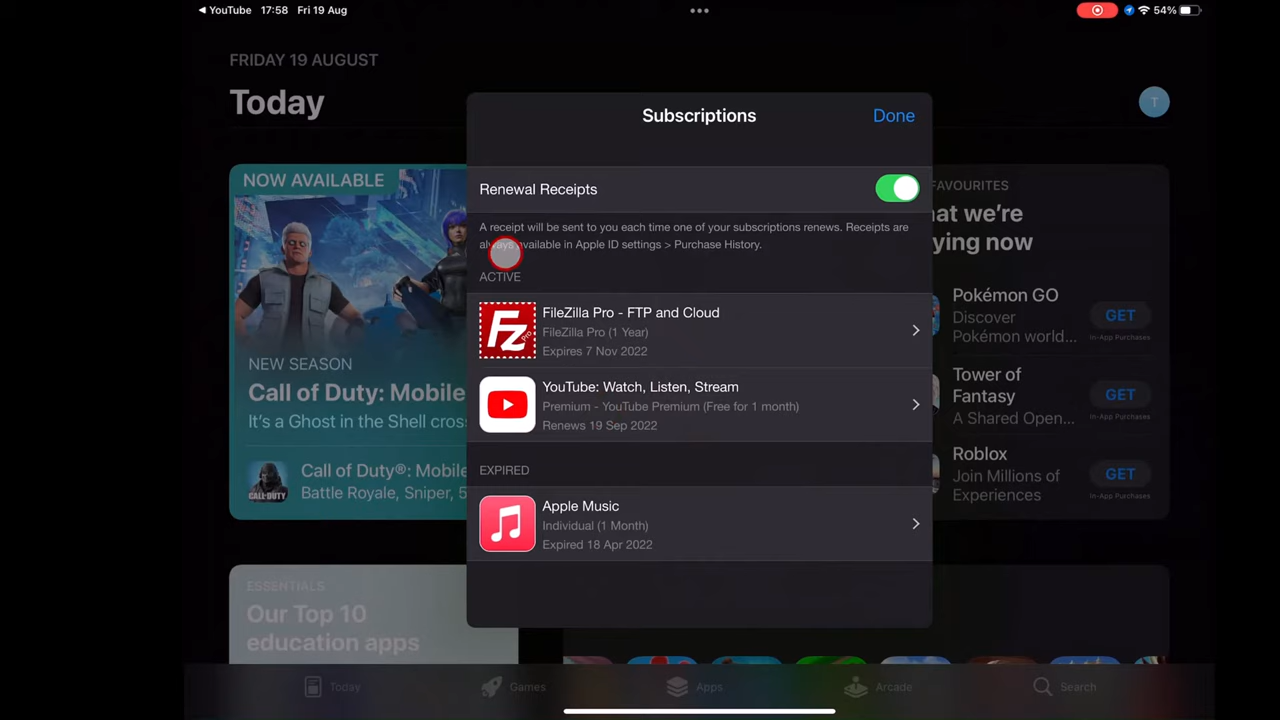 YouTube 17:58 Fri 19 Aug
54%
FRIDAY 19 AUGUST
Today
T
Subscriptions
Done
Renewal Receipts
A receipt will be sent to you each time one of your subscriptions renews. Receipts are
always available in Apple ID settings > Purchase History.
ACTIVE
Fz Pro
FileZilla Pro - FTP and Cloud
FileZilla Pro (1 Year)
Expires 7 Nov 2022
YouTube: Watch, Listen, Stream
Premium - YouTube Premium (Free for 1 month)
Renews 19 Sep 2022
EXPIRED
Apple Music
Individual (1 Month)
Expired 18 Apr 2022
NOW AVAILABLE
NEW SEASON
Call of Duty: Mobile
It's a Ghost in the Shell cross
CALL OF DUTY
Call of Duty®: Mobile
Battle Royale, Sniper, 5
FAVOURITES
at we're
ying now
Pokémon GO
Discover
Pokémon world...
GET
In-App Purchases
Tower of
Fantasy
A Shared Open...
GET
In-App Purchases
Roblox
Join Millions of
Experiences
GET
In-App Purchases
ESSENTIALS
Our Top 10
education apps
Today
Games
Apps
Arcade
Search